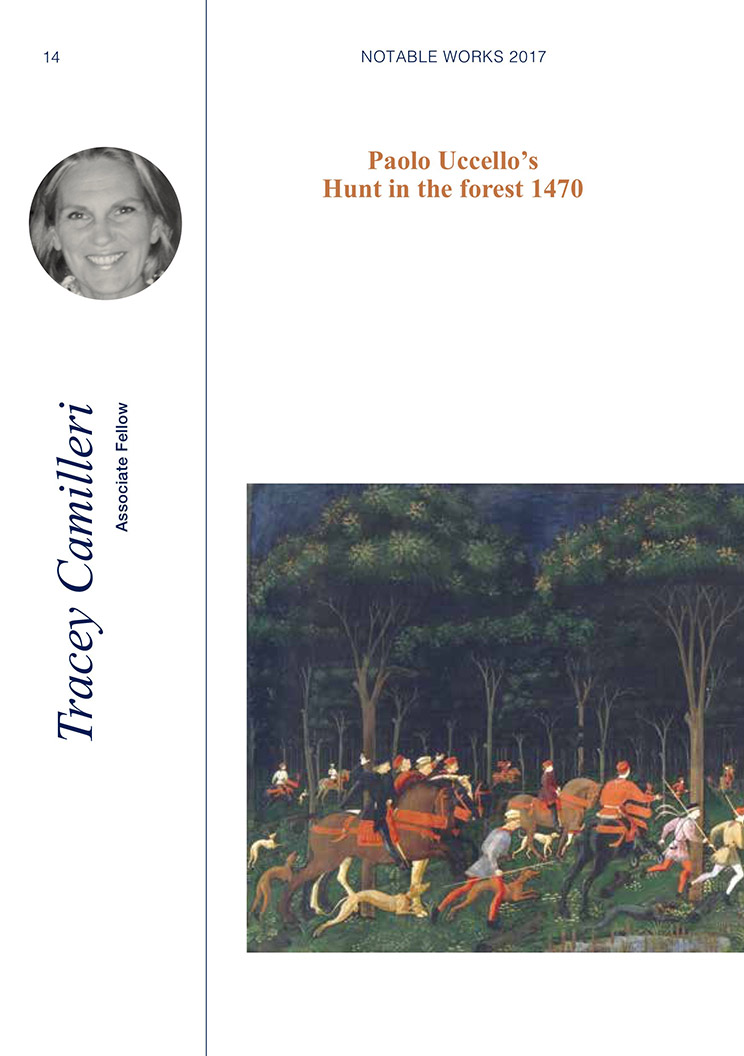 14
NOTABLE WORKS 2017
Paolo Uccello’s
Hunt in the forest 1470
Tracey Camilleri
Associate Fellow